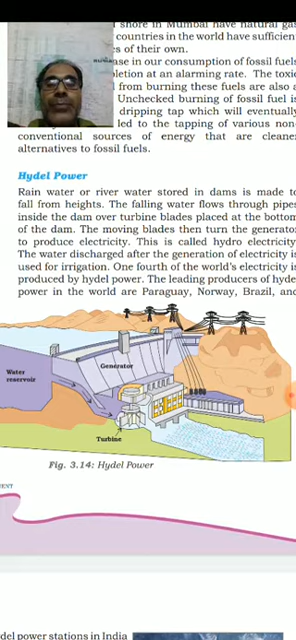 shore in Mumbai have natural gas
countries in the world have sufficient
es of their own.
ase in our consumption of fossil fuels
pletion at an alarming rate. The toxic
from burning these fuels are also a
Unchecked burning of fossil fuel is
dripping tap which will eventually
led to the tapping of various non-
conventional sources of energy that are cleaner
alternatives to fossil fuels.
Hydel Power
Rain water or river water stored in dams is made to
fall from heights. The falling water flows through pipes
inside the dam over turbine blades placed at the bottom
of the dam. The moving blades then turn the generator
to produce electricity. This is called hydro electricity.
The water discharged after the generation of electricity is
used for irrigation. One fourth of the world's electricity is
produced by hydel power. The leading producers of hydel
power in the world are Paraguay, Norway, Brazil, and
Generator
Water
reservoir
Turbine
Fig. 3.14: Hydel Power
ENT
del power stations in India